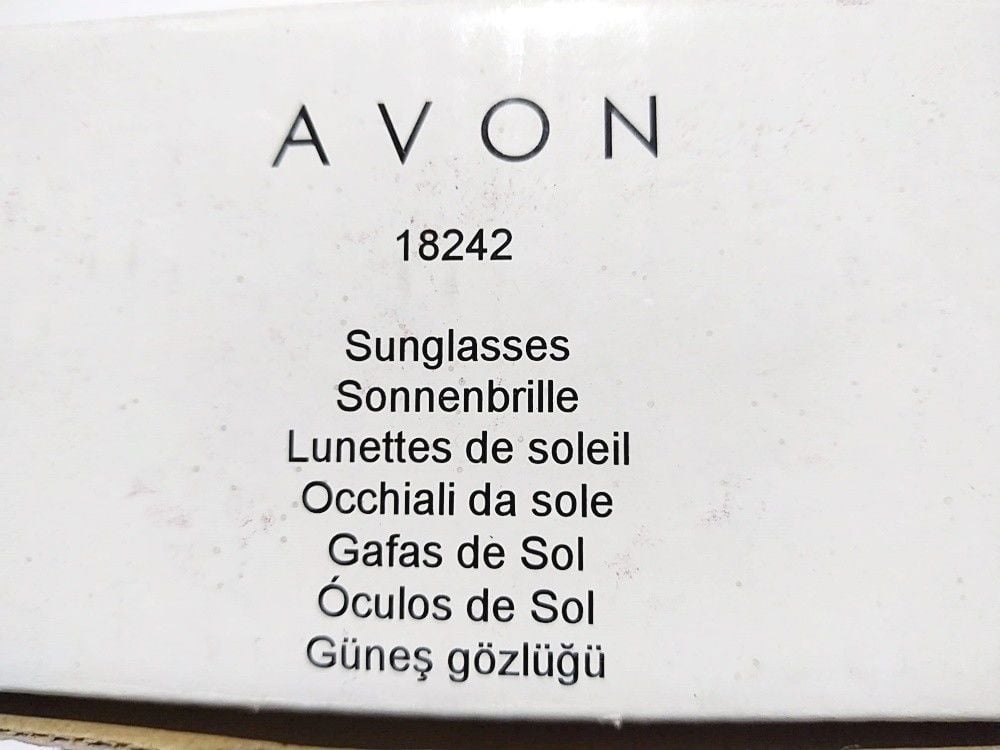 AVON
18242
Sunglasses
Sonnenbrille
Lunettes de soleil
Occhiali da sole
Gafas de Sol
Óculos de Sol
Güneş gözlüğü